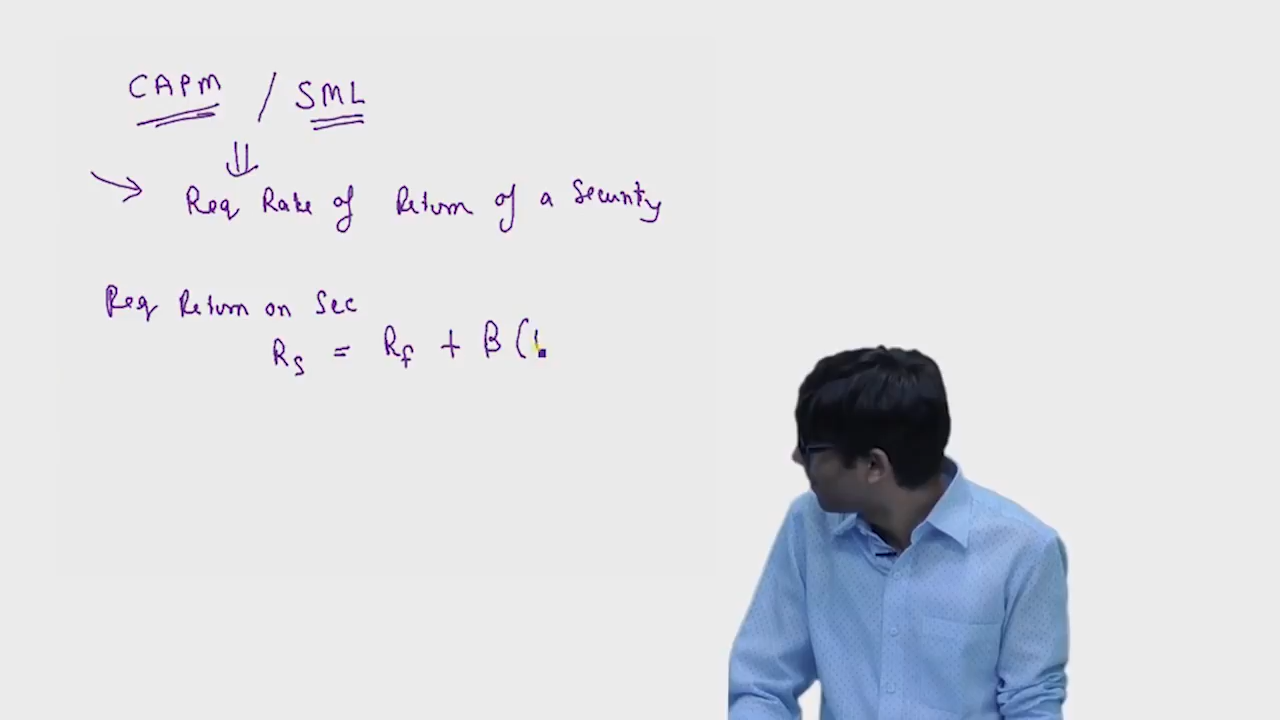 CAPM / SML
Req Rate of Return of a Security
Req Return on Sec
Rs = Rf + β (